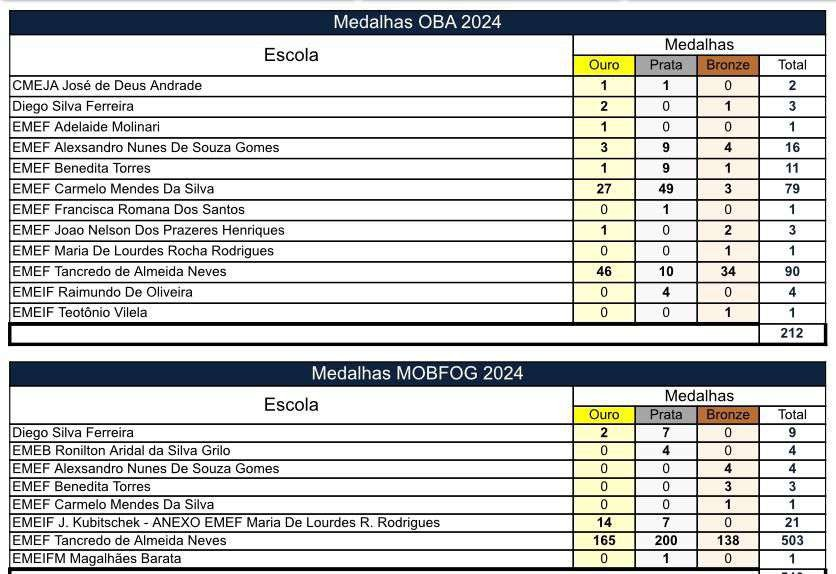 Medalhas OBA 2024
Escola Medalhas
Ouro Prata Bronze Total
CMEJA José de Deus Andrade 1 1 0 2
Diego Silva Ferreira 2 0 1 3
EMEF Adelaide Molinari 1 0 0 1
EMEF Alexsandro Nunes De Souza Gomes 3 9 4 16
EMEF Benedita Torres 1 9 1 11
EMEF Carmelo Mendes Da Silva 27 49 3 79
EMEF Francisca Romana Dos Santos 0 1 0 1
EMEF Joao Nelson Dos Prazeres Henriques 1 0 2 3
EMEF Maria De Lourdes Rocha Rodrigues 0 0 1 1
EMEF Tancredo de Almeida Neves 46 10 34 90
EMEIF Raimundo De Oliveira 0 4 0 4
EMEIF Teotônio Vilela 0 0 1 1
212
Medalhas MOBFOG 2024
Escola Medalhas
Ouro Prata Bronze Total
Diego Silva Ferreira 2 7 0 9
EMEB Ronilton Aridal da Silva Grilo 0 4 0 4
EMEF Alexsandro Nunes De Souza Gomes 0 0 4 4
EMEF Benedita Torres 0 0 3 3
EMEF Carmelo Mendes Da Silva 0 0 1 1
EMEIF J. Kubitschek - ANEXO EMEF Maria De Lourdes R. Rodrigues 14 7 0 21
EMEF Tancredo de Almeida Neves 165 200 138 503
EMEIFM Magalhães Barata 0 1 0 1